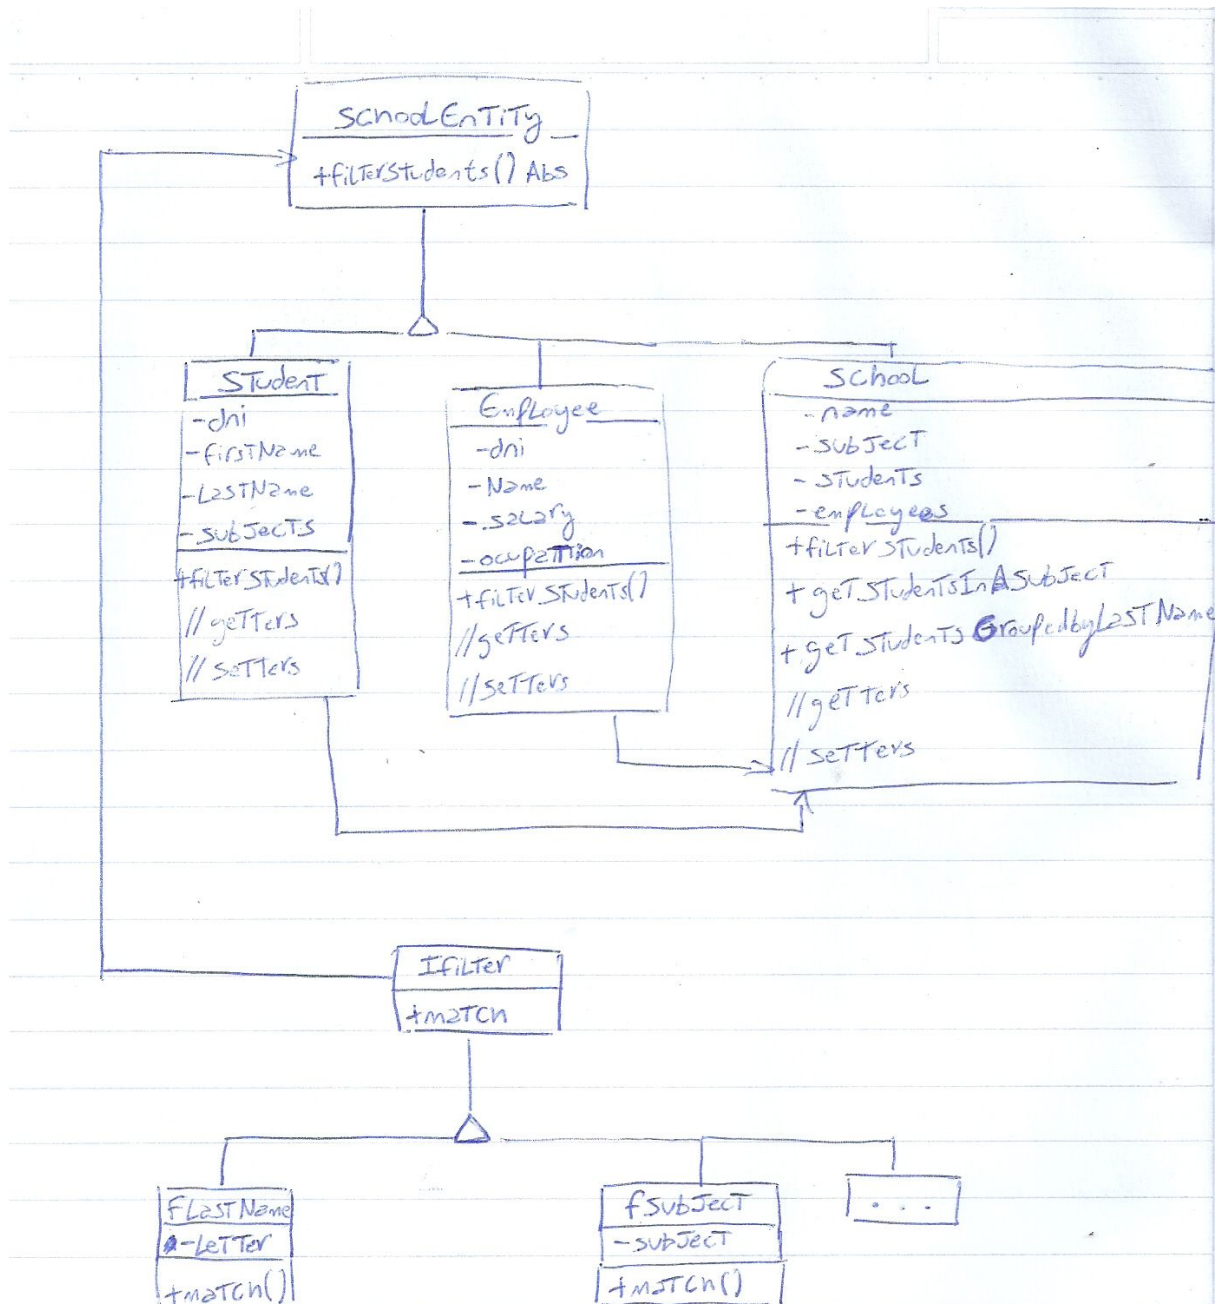 SchoolEnTiTy
+filTerSTudents() Abs
STudenT
-dni
-firsTName
-LasTName
-subJecTs
+filTerSTudenTs()
//geTTers
//seTTers
EmpLoyee
-dni
-Name
-saLary
-ocupaTTion
+filTerSTudenTs()
//geTTers
//seTTers
SchooL
-name
-subJecT
-sTudenTs
-empLoyees
+filTerSTudenTs()
+geTSTudenTsInASubJecT
+geTSTudenTsGroupedbyLasTName
//geTTers
//seTTers
IfiLTer
+maTch
FLasTName
-LeTTer
+maTch()
fSubJecT
-subJecT
+maTch()
...